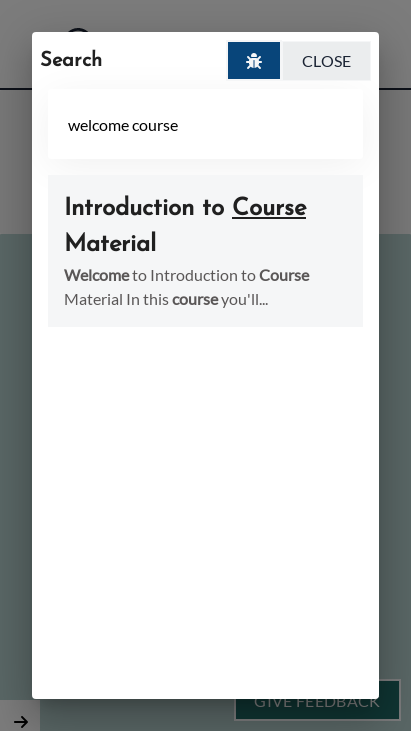 Search
CLOSE
welcome course
Introduction to Course
Material
Welcome to Introduction to Course
Material In this course you'll...
GIVE FEEDBACK